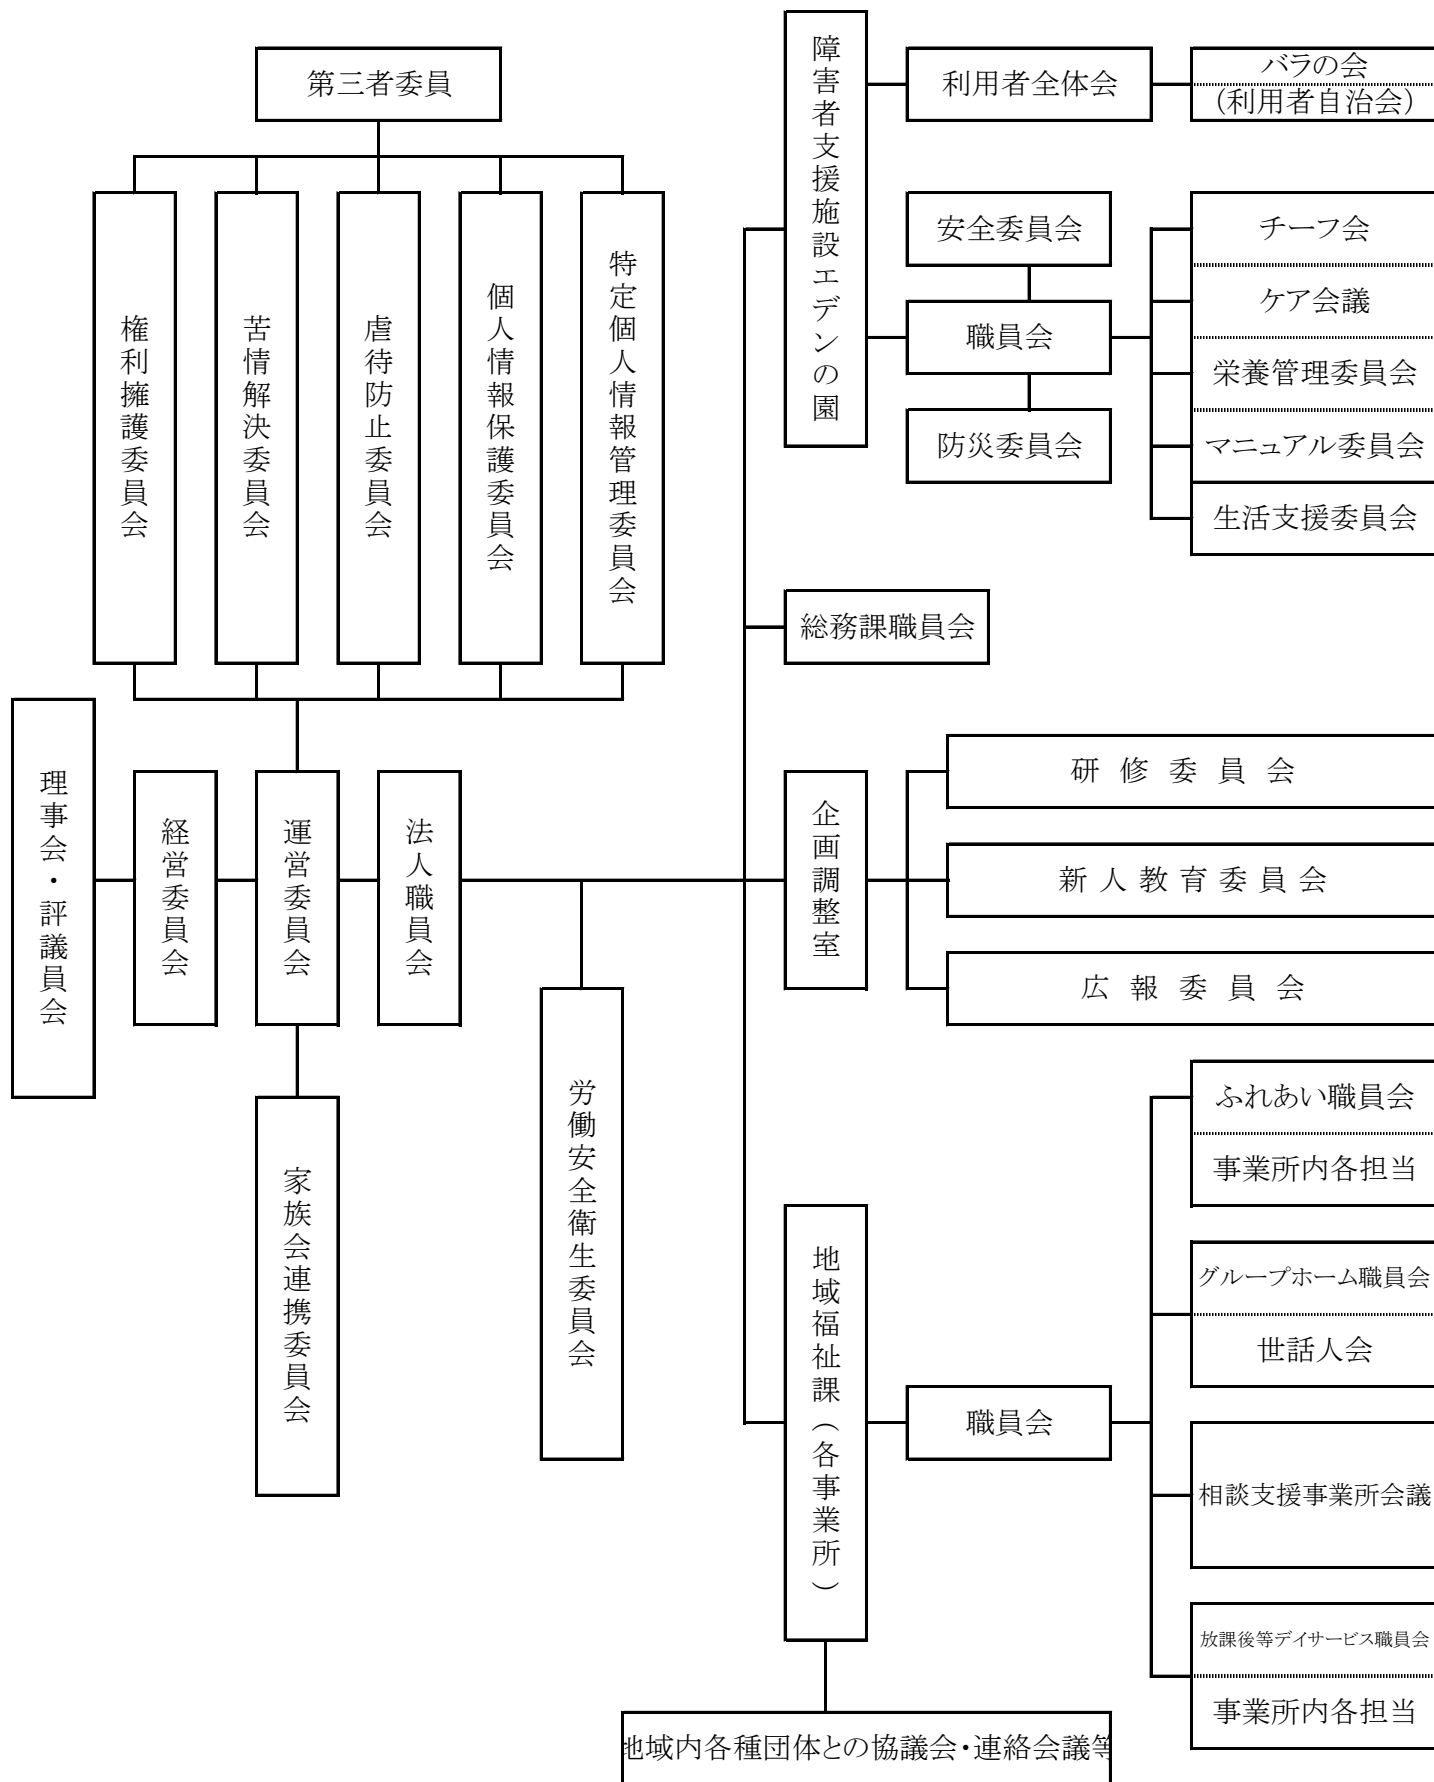 第三者委員
権利擁護委員会
苦情解決委員会
虐待防止委員会
個人情報保護委員会
特定個人情報管理委員会
理事会・評議員会
経営委員会
運営委員会
法人職員会
家族会連携委員会
労働安全衛生委員会
障害者支援施設エデンの園
利用者全体会
バラの会
(利用者自治会)
安全委員会
職員会
防災委員会
チーフ会
ケア会議
栄養管理委員会
マニュアル委員会
生活支援委員会
総務課職員会
企画調整室
研修委員会
新人教育委員会
広報委員会
地域福祉課(各事業所)
職員会
ふれあい職員会
事業所内各担当
グループホーム職員会
世話人会
相談支援事業所会議
放課後等デイサービス職員会
事業所内各担当
地域内各種団体との協議会・連絡会議等